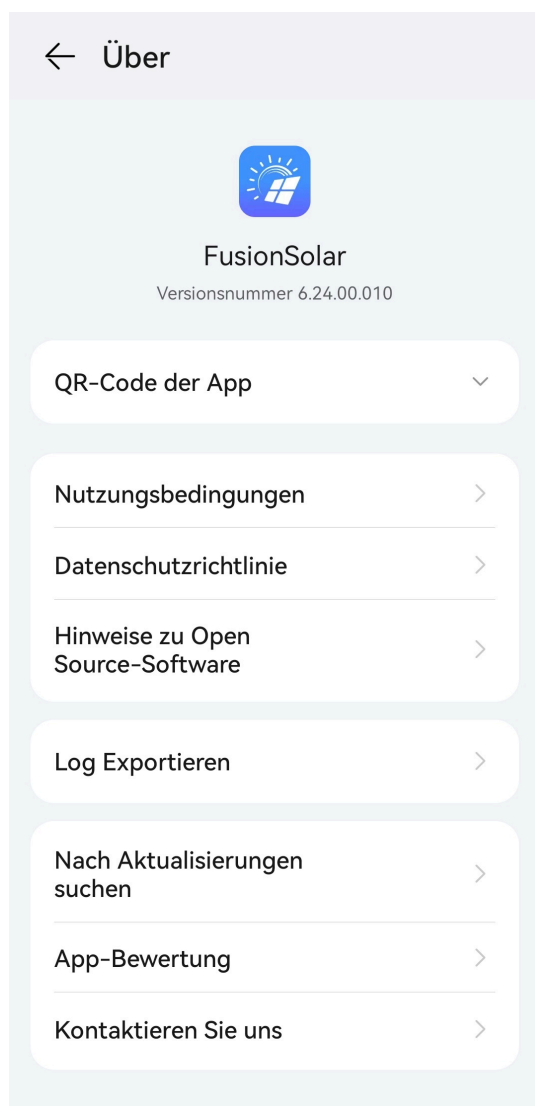 Über
FusionSolar
Versionsnummer 6.24.00.010
QR-Code der App
Nutzungsbedingungen
Datenschutzrichtlinie
Hinweise zu Open
Source-Software
Log Exportieren
Nach Aktualisierungen
suchen
App-Bewertung
Kontaktieren Sie uns